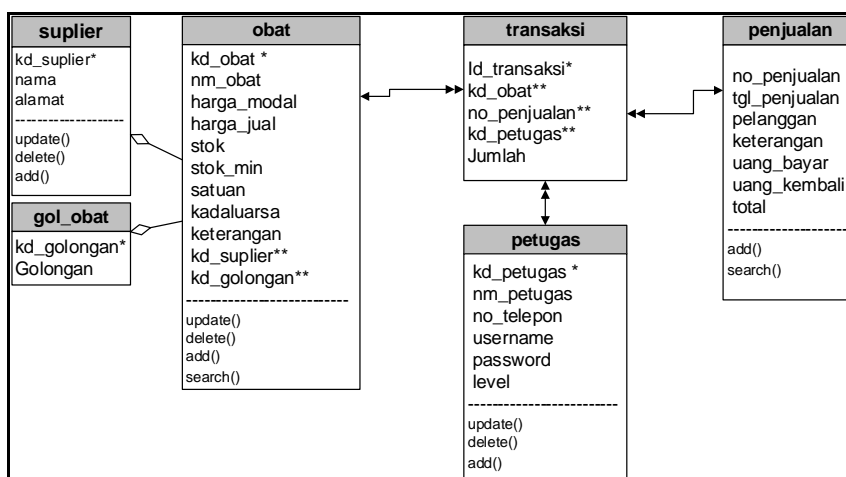 suplier
kd_suplier*
nama
alamat
--------------------
update()
delete()
add()
gol_obat
kd_golongan*
Golongan
obat
kd_obat *
nm_obat
harga_modal
harga_jual
stok
stok_min
satuan
kadaluarsa
keterangan
kd_suplier**
kd_golongan**
------------------------------
update()
delete()
add()
search()
transaksi
Id_transaksi*
kd_obat**
no_penjualan**
kd_petugas**
Jumlah
petugas
kd_petugas *
nm_petugas
no_telepon
username
password
level
----------------------------
update()
delete()
add()
penjualan
no_penjualan
tgl_penjualan
pelanggan
keterangan
uang_bayar
uang_kembali
total
----------------------
add()
search()